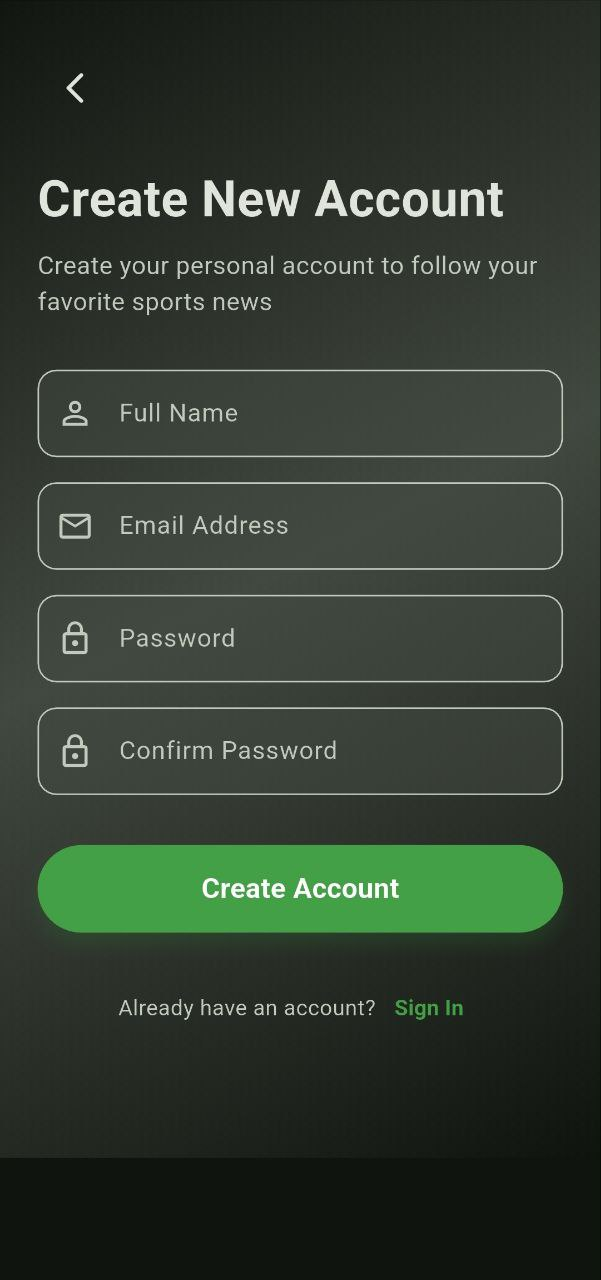 Create New Account
Create your personal account to follow your
favorite sports news
Full Name
Email Address
Password
Confirm Password
Create Account
Already have an account? Sign In